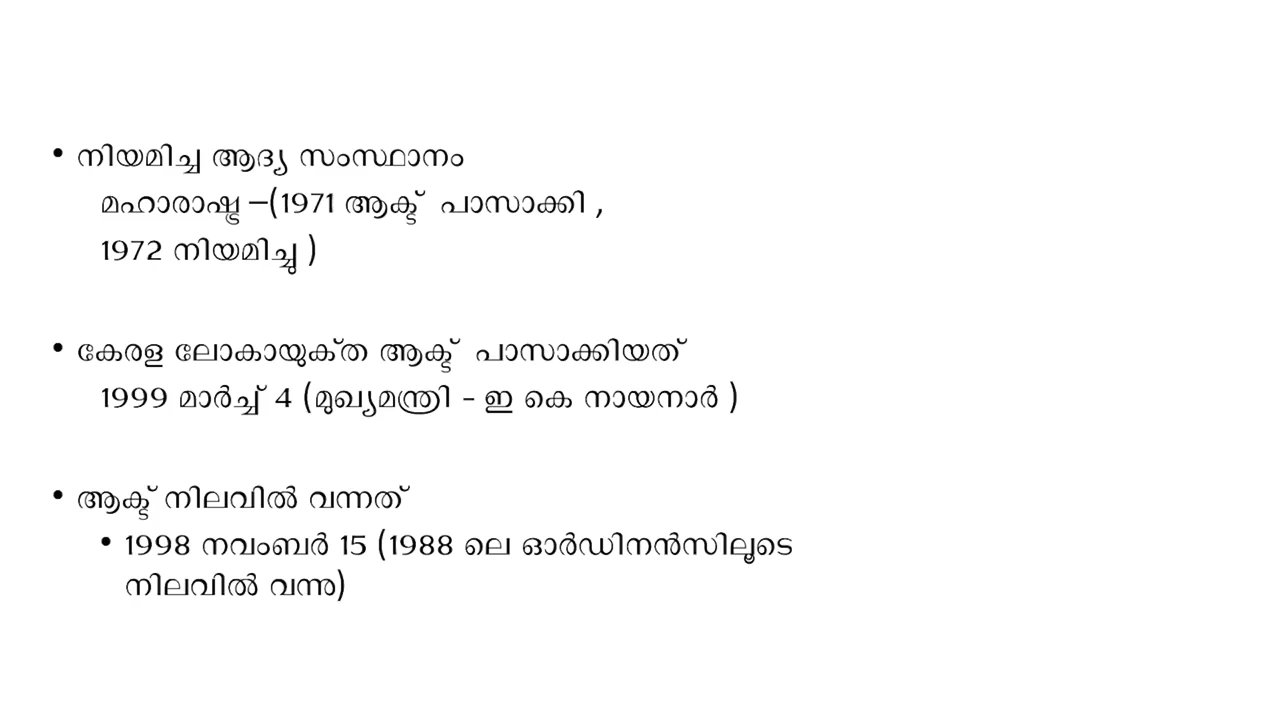 • നിയമിച്ച ആദ്യ സംസ്ഥാനം
മഹാരാഷ്ട്ര –(1971 ആക്ട് പാസാക്കി ,
1972 നിയമിച്ചു )
• കേരള ലോകായുക്ത ആക്ട് പാസാക്കിയത്
1999 മാർച്ച് 4 (മുഖ്യമന്ത്രി - ഇ കെ നായനാർ )
• ആക്ട് നിലവിൽ വന്നത്
• 1998 നവംബർ 15 (1988 ലെ ഓർഡിനൻസിലൂടെ
നിലവിൽ വന്നു)